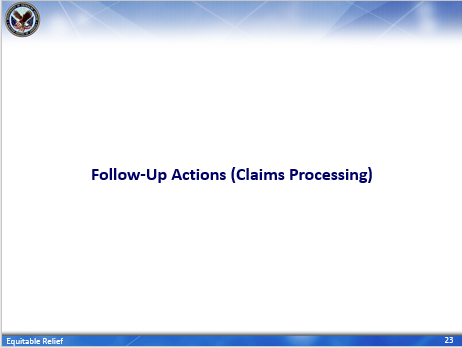 Follow-Up Actions (Claims Processing)
Equitable Relief
23